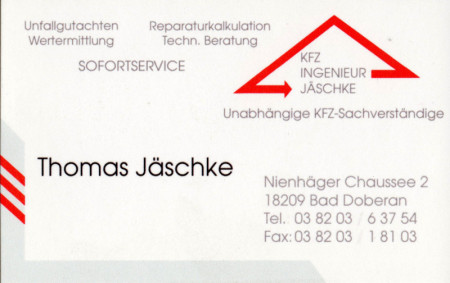 Unfallgutachten Reparaturkalkulation
Wertermittlung Techn. Beratung
SOFORTSERVICE
KFZ
INGENIEUR
JÄSCHKE
Unabhängige KFZ-Sachverständige
Thomas Jäschke
Nienhäger Chaussee 2
18209 Bad Doberan
Tel. 03 82 03 / 6 37 54
Fax: 03 82 03 / 1 81 03